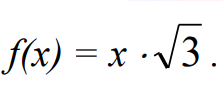 f(x) = x · √3 .